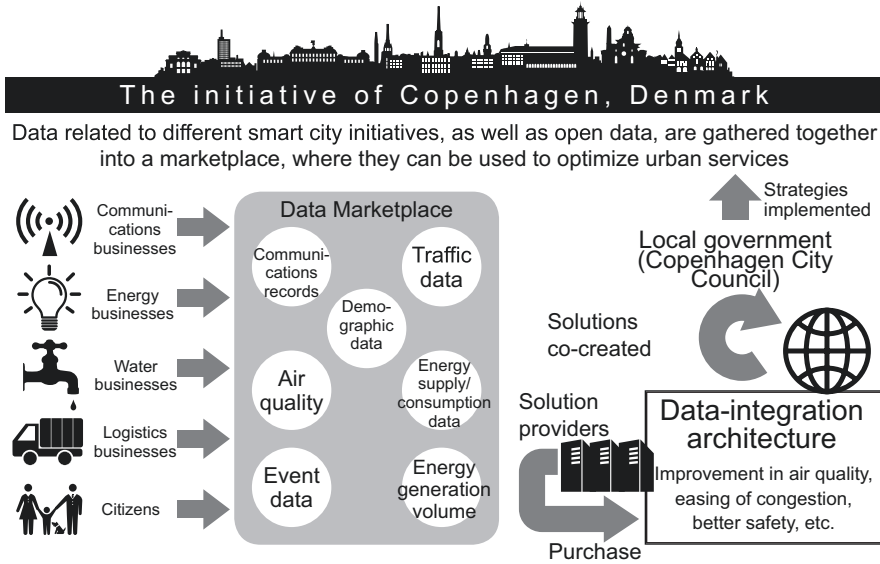 The initiative of Copenhagen, Denmark
Data related to different smart city initiatives, as well as open data, are gathered together
into a marketplace, where they can be used to optimize urban services
Communi-
cations
businesses
Energy
businesses
Water
businesses
Logistics
businesses
Citizens
Data Marketplace
Communi-
cations
records
Traffic
data
Demo-
graphic
data
Air
quality
Energy
supply/
consumption
data
Event
data
Energy
generation
volume
Strategies
implemented
Local government
(Copenhagen City
Council)
Solutions
co-created
Solution
providers
Purchase
Data-integration
architecture
Improvement in air quality,
easing of congestion,
better safety, etc.